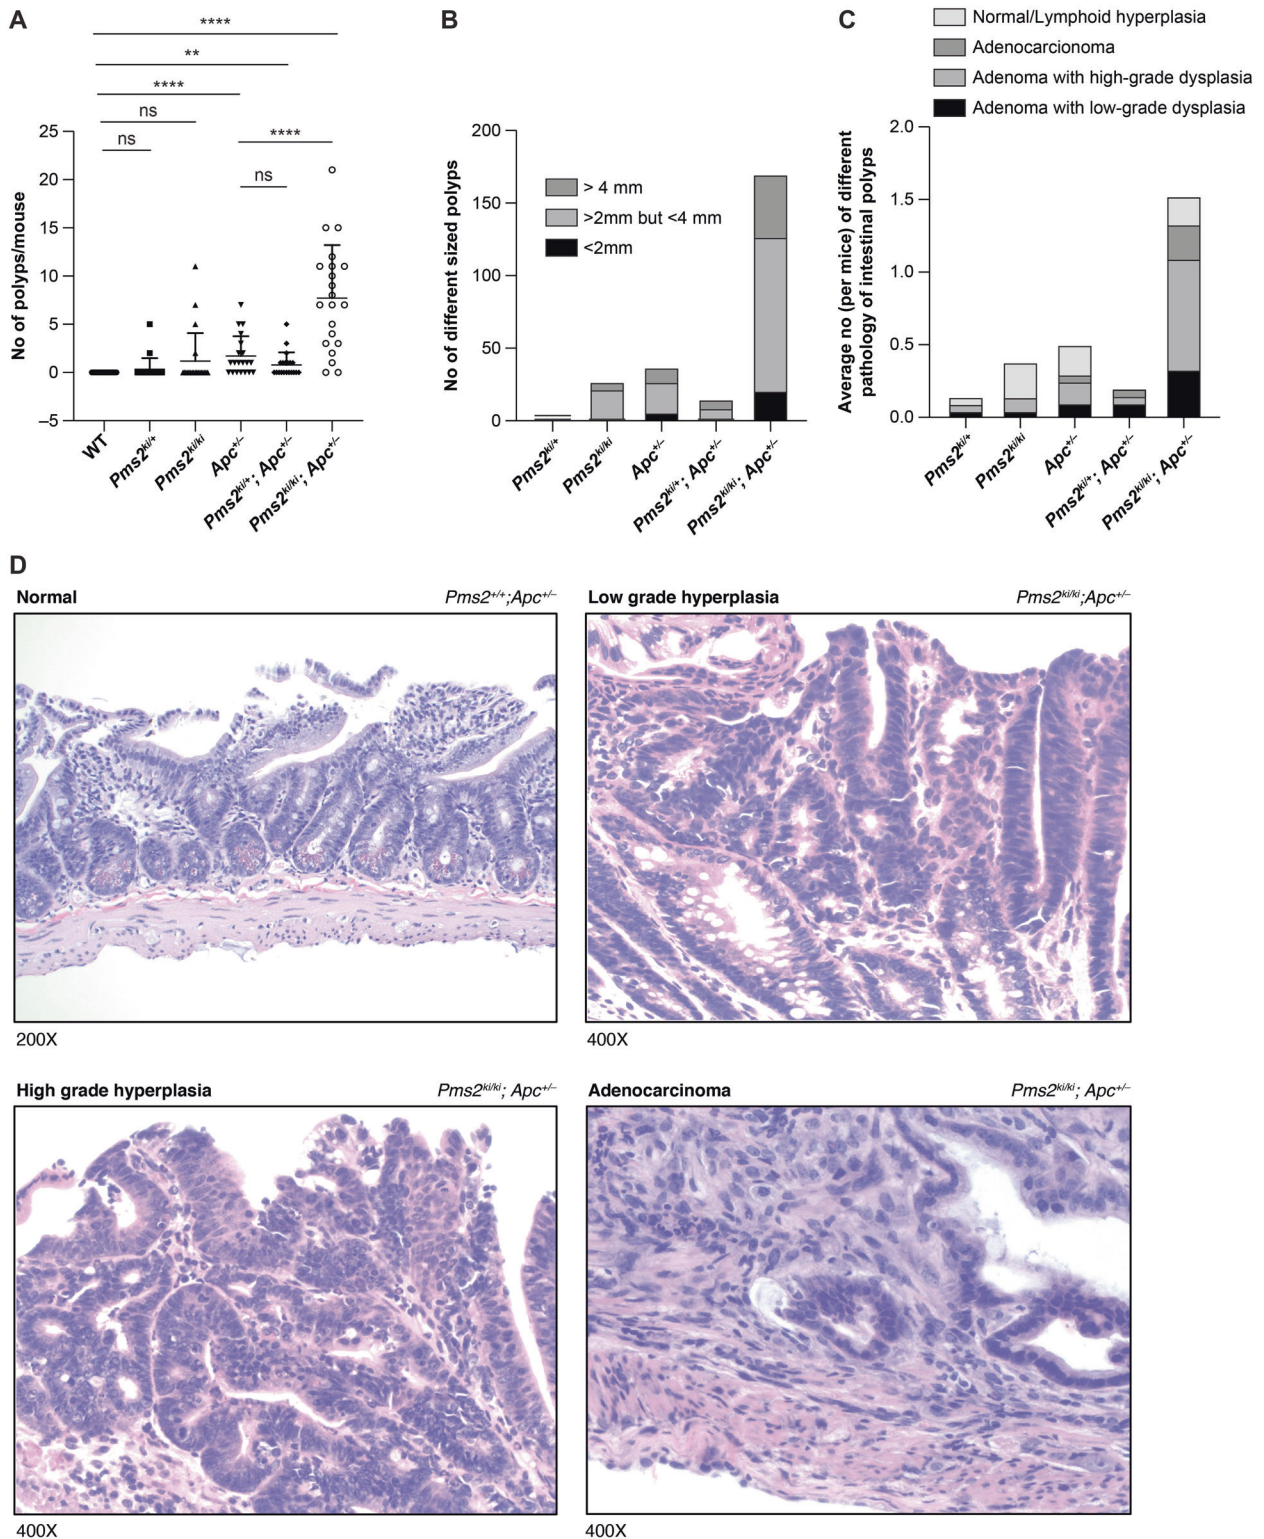 A
****
**
****
ns
ns
****
ns
No of polyps/mouse
25
20
15
10
5
0
–5
WT
Pms2ki/+
Pms2ki/ki
Apc+/–
Pms2ki/+; Apc+/–
Pms2ki/ki; Apc+/–
B
No of different sized polyps
200
150
100
50
0
> 4 mm
>2mm but <4 mm
<2mm
Pms2ki/+
Pms2ki/ki
Apc+/–
Pms2ki/+; Apc+/–
Pms2ki/ki; Apc+/–
C
Normal/Lymphoid hyperplasia
Adenocarcionoma
Adenoma with high-grade dysplasia
Adenoma with low-grade dysplasia
Average no (per mice) of different
pathology of intestinal polyps
2.0
1.5
1.0
0.5
0.0
Pms2ki/+
Pms2ki/ki
Apc+/–
Pms2ki/+; Apc+/–
Pms2ki/ki; Apc+/–
D
Normal Pms2+/+;Apc+/–
200X
Low grade hyperplasia Pms2ki/ki;Apc+/–
400X
High grade hyperplasia Pms2ki/ki; Apc+/–
400X
Adenocarcinoma Pms2ki/ki; Apc+/–
400X